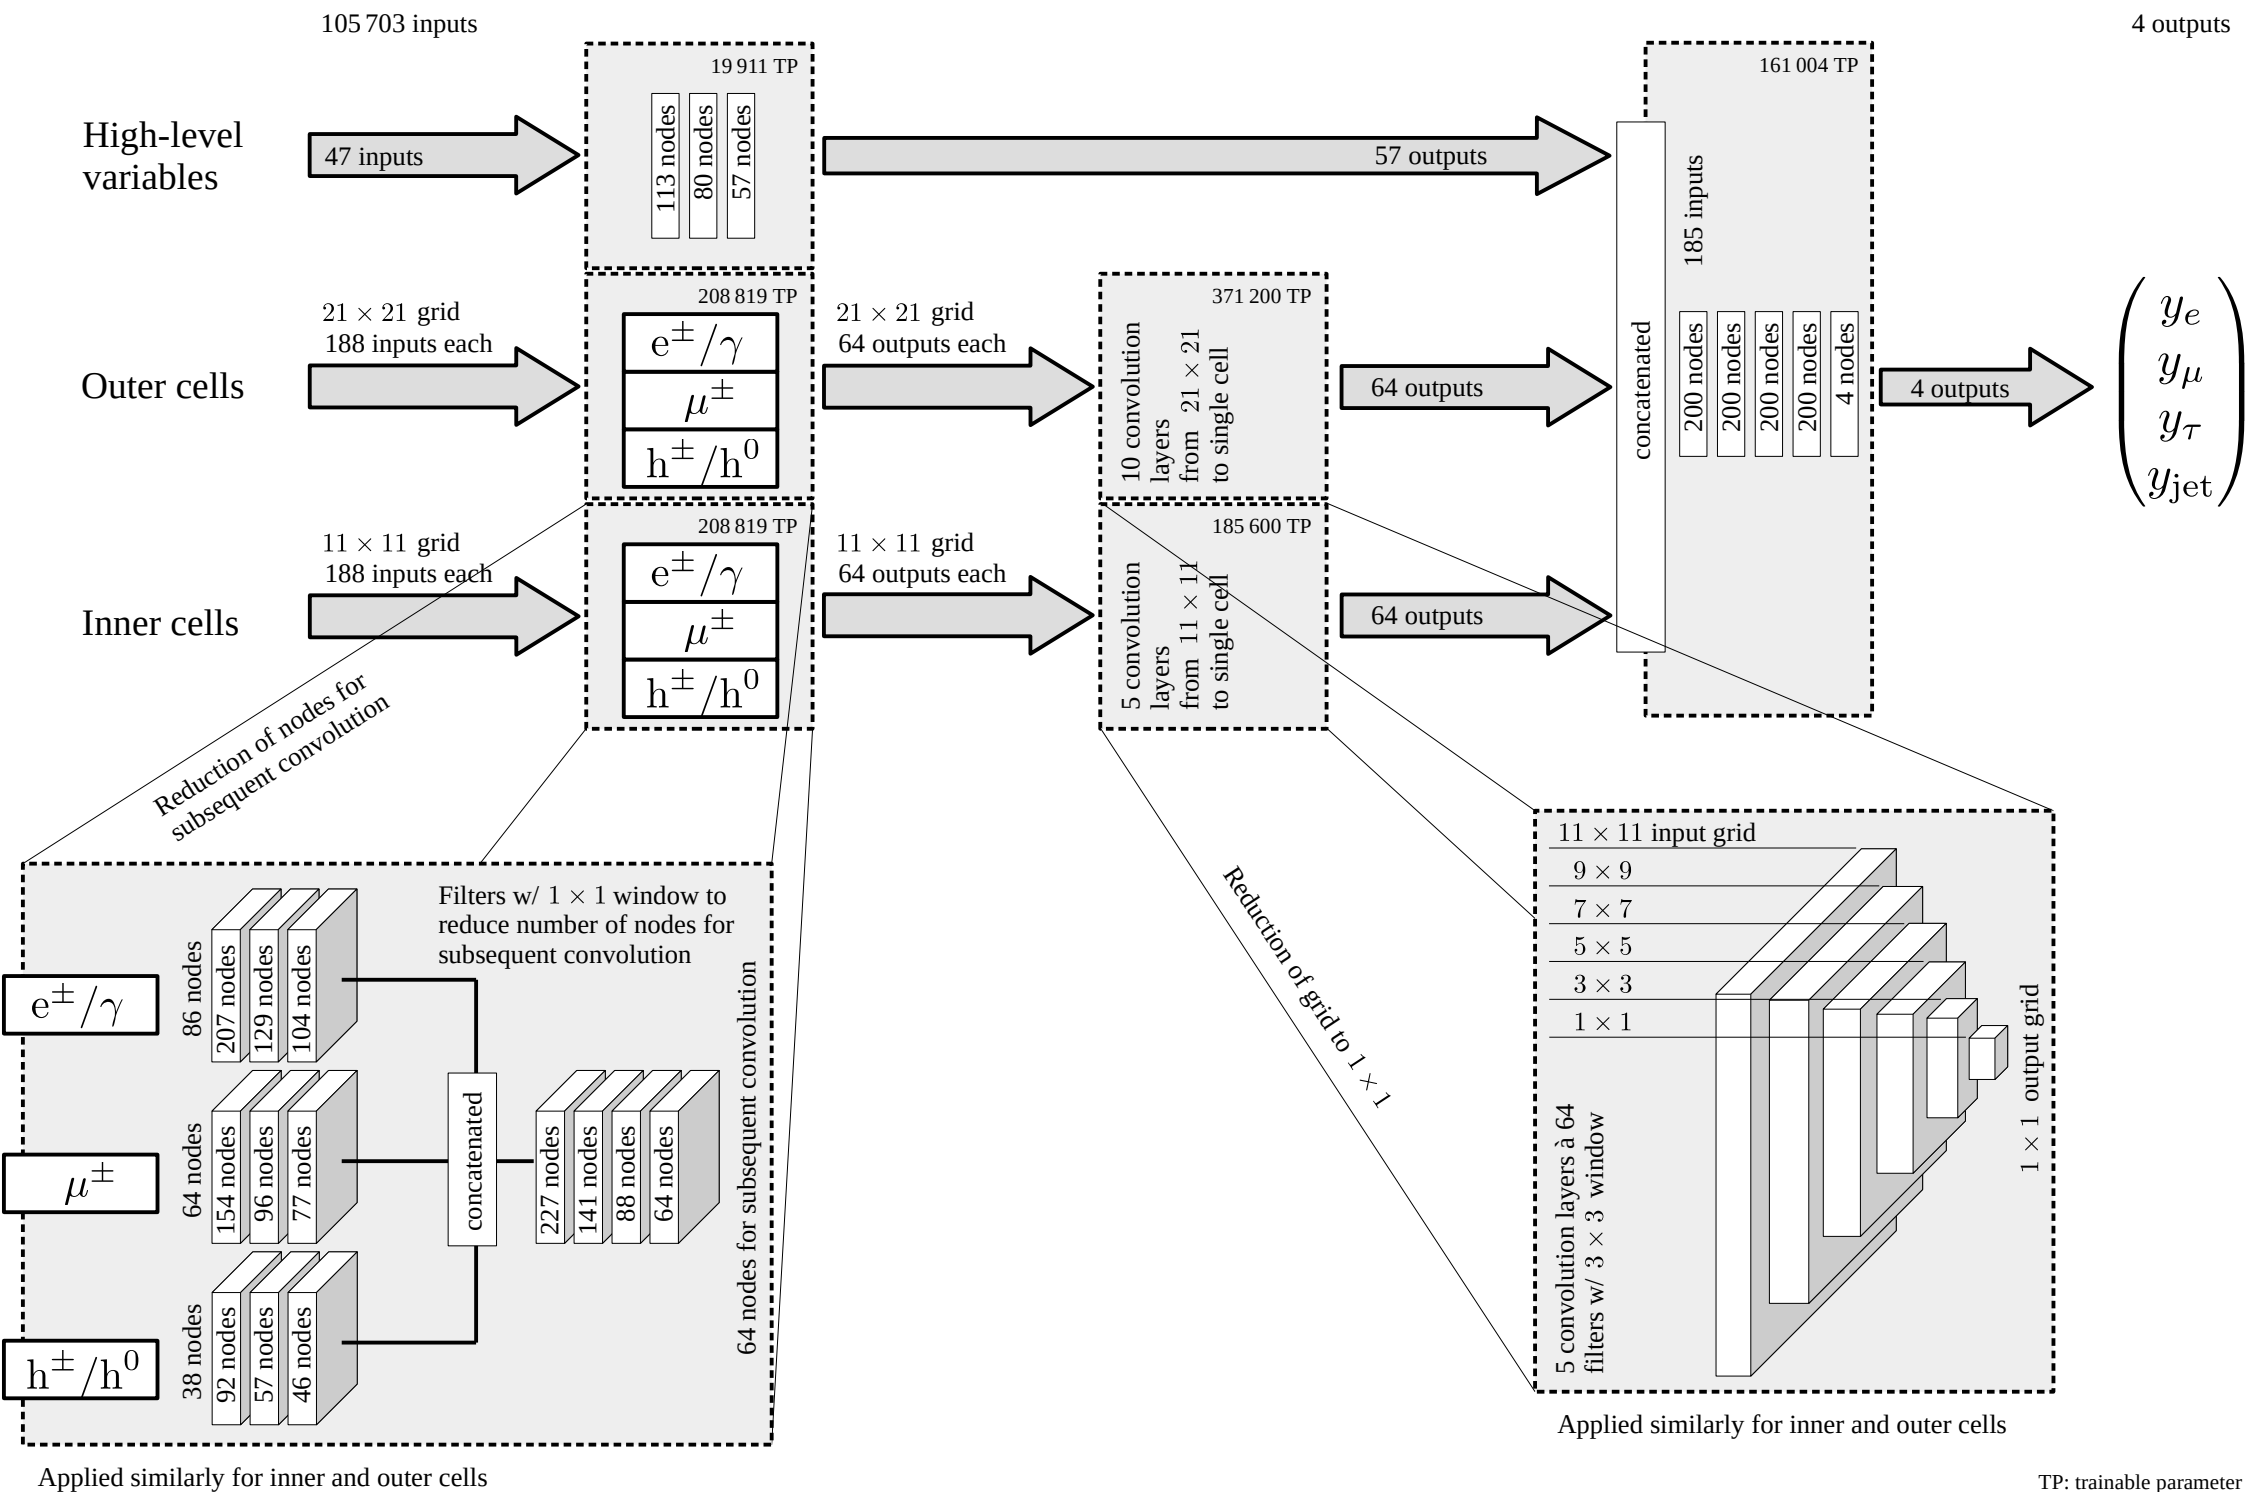 105 703 inputs
4 outputs
High-level
variables
47 inputs
19 911 TP
113 nodes
80 nodes
57 nodes
57 outputs
161 004 TP
concatenated
185 inputs
200 nodes
200 nodes
200 nodes
200 nodes
4 nodes
4 outputs
y_e
y_μ
y_τ
y_jet
Outer cells
21 × 21 grid
188 inputs each
208 819 TP
e±/γ
μ±
h±/h⁰
21 × 21 grid
64 outputs each
371 200 TP
10 convolution
layers
from 21 × 21
to single cell
64 outputs
Inner cells
11 × 11 grid
188 inputs each
208 819 TP
e±/γ
μ±
h±/h⁰
11 × 11 grid
64 outputs each
185 600 TP
5 convolution
layers
from 11 × 11
to single cell
64 outputs
Reduction of nodes for
subsequent convolution
Filters w/ 1 × 1 window to
reduce number of nodes for
subsequent convolution
e±/γ
86 nodes
207 nodes
129 nodes
104 nodes
μ±
64 nodes
154 nodes
96 nodes
77 nodes
h±/h⁰
38 nodes
92 nodes
57 nodes
46 nodes
concatenated
227 nodes
141 nodes
88 nodes
64 nodes
64 nodes for subsequent convolution
Applied similarly for inner and outer cells
Reduction of grid to 1 × 1
11 × 11 input grid
9 × 9
7 × 7
5 × 5
3 × 3
1 × 1
5 convolution layers à 64
filters w/ 3 × 3 window
1 × 1 output grid
Applied similarly for inner and outer cells
TP: trainable parameter